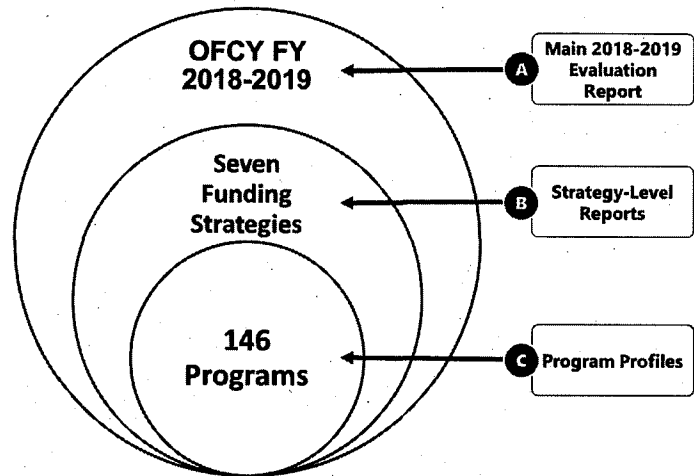 OFCY FY
2018-2019
A
Main 2018-2019
Evaluation
Report
Seven
Funding
Strategies
B
Strategy-Level
Reports
146
Programs
C
Program Profiles